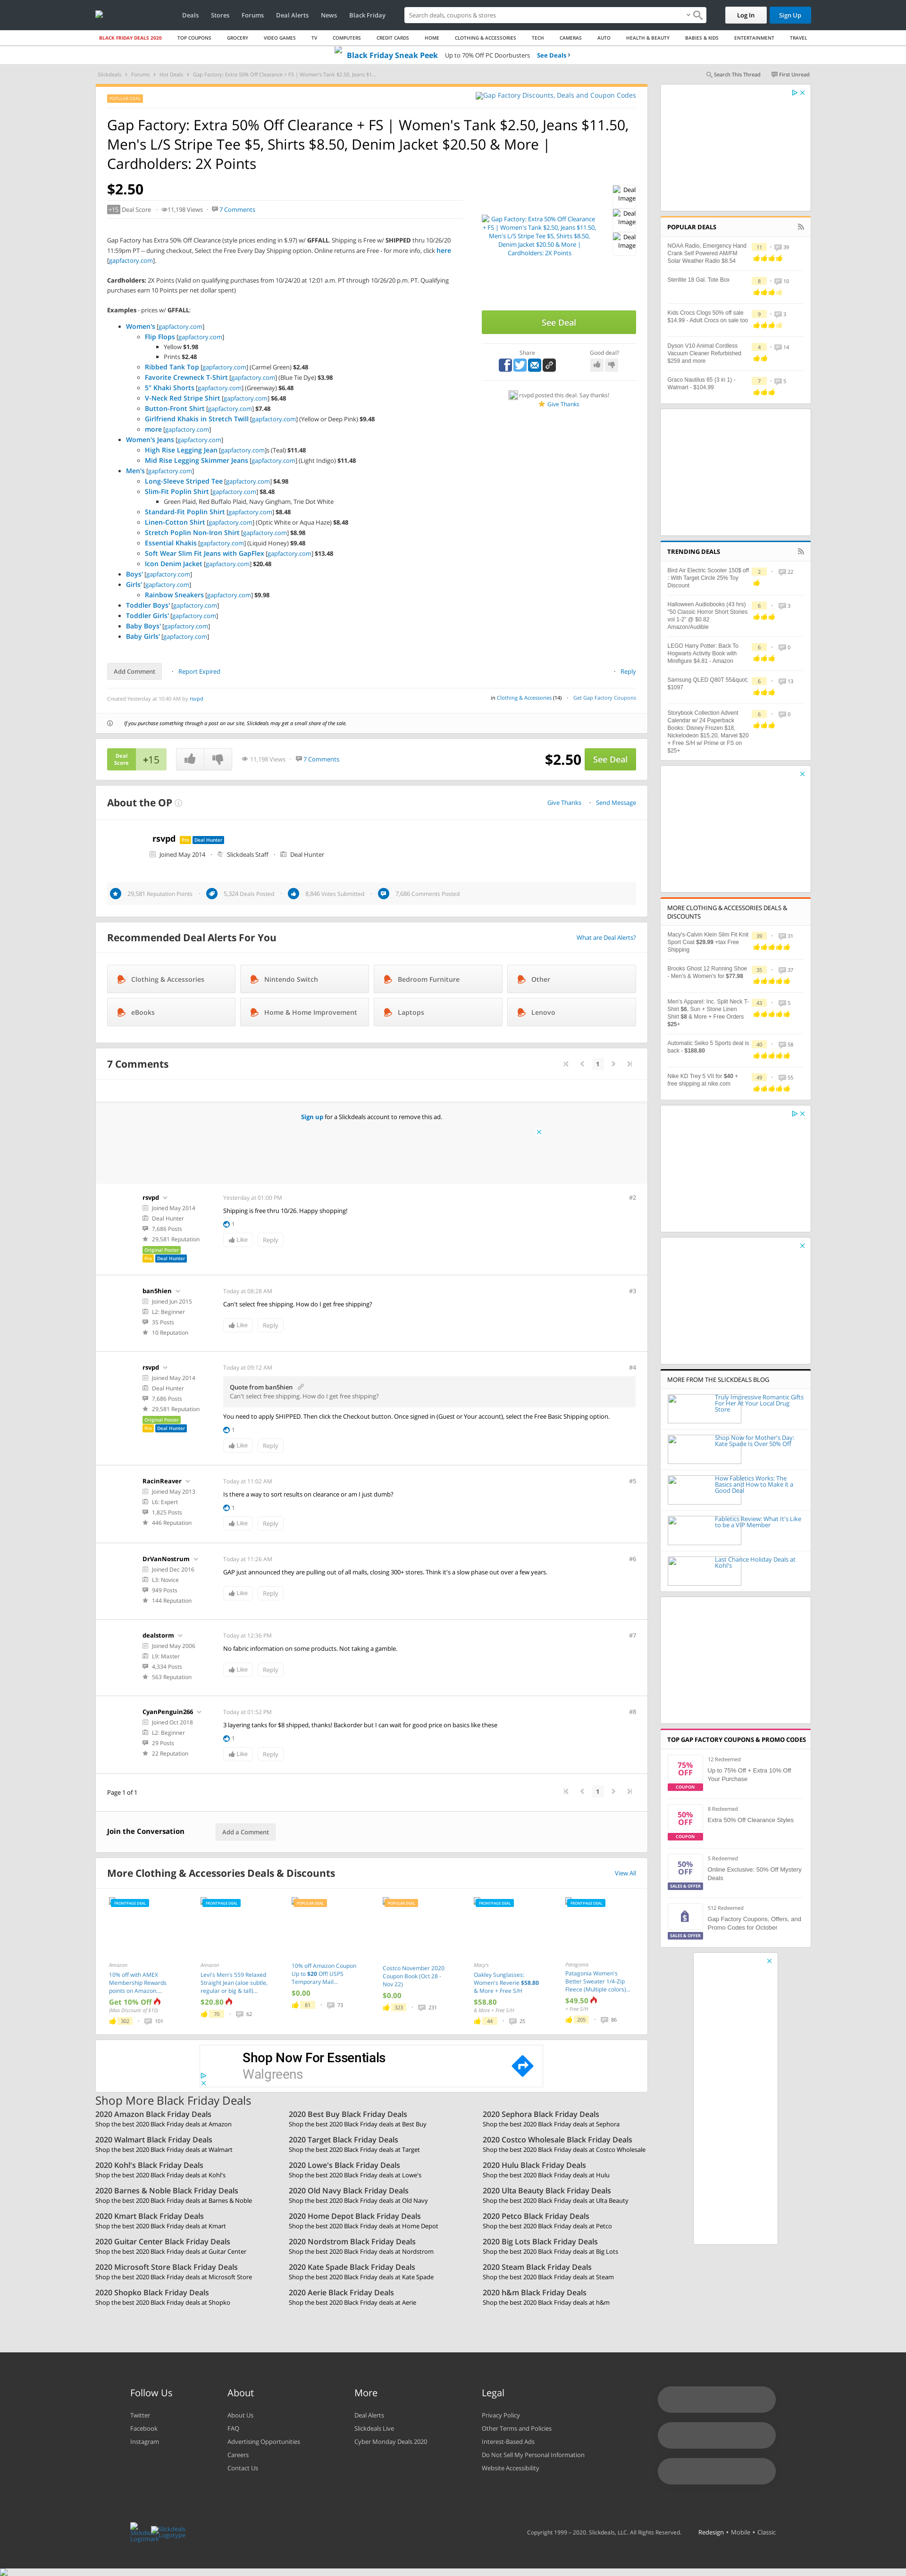 Deals Stores Forums Deal Alerts News Black Friday
Search deals, coupons & stores
Log In Sign Up
BLACK FRIDAY DEALS 2020 TOP COUPONS GROCERY VIDEO GAMES TV COMPUTERS CREDIT CARDS HOME CLOTHING & ACCESSORIES TECH CAMERAS AUTO HEALTH & BEAUTY BABIES & KIDS ENTERTAINMENT TRAVEL
Black Friday Sneak Peek Up to 70% Off PC Doorbusters See Deals
Slickdeals Forums Hot Deals Gap Factory: Extra 50% Off Clearance + FS | Women's Tank $2.50, Jeans $1...
Search This Thread First Unread
POPULAR DEAL
Gap Factory Discounts, Deals and Coupon Codes
Gap Factory: Extra 50% Off Clearance + FS | Women's Tank $2.50, Jeans $11.50,
Men's L/S Stripe Tee $5, Shirts $8.50, Denim Jacket $20.50 & More |
Cardholders: 2X Points
$2.50
+15 Deal Score 11,198 Views 7 Comments
Gap Factory has Extra 50% Off Clearance (style prices ending in $.97) w/ GFFALL. Shipping is Free w/ SHIPPED thru 10/26/20
11:59pm PT -- during checkout, Select the Free Every Day Shipping option. Online returns are Free - for more info, click here
[gapfactory.com].
Cardholders: 2X Points (Valid on qualifying purchases from 10/24/20 at 12:01 a.m. PT through 10/26/20 p.m. PT. Qualifying
purchases earn 10 points per net dollar spent)
Examples - prices w/ GFFALL:
Women's [gapfactory.com]
Flip Flops [gapfactory.com]
Yellow $1.98
Prints $2.48
Ribbed Tank Top [gapfactory.com] (Carmel Green) $2.48
Favorite Crewneck T-Shirt [gapfactory.com] (Blue Tie Dye) $3.98
5" Khaki Shorts [gapfactory.com] (Greenway) $6.48
V-Neck Red Stripe Shirt [gapfactory.com] $6.48
Button-Front Shirt [gapfactory.com] $7.48
Girlfriend Khakis in Stretch Twill [gapfactory.com] (Yellow or Deep Pink) $9.48
more [gapfactory.com]
Women's Jeans [gapfactory.com]
High Rise Legging Jean [gapfactory.com]s (Teal) $11.48
Mid Rise Legging Skimmer Jeans [gapfactory.com] (Light Indigo) $11.48
Men's [gapfactory.com]
Long-Sleeve Striped Tee [gapfactory.com] $4.98
Slim-Fit Poplin Shirt [gapfactory.com] $8.48
Green Plaid, Red Buffalo Plaid, Navy Gingham, Trie Dot White
Standard-Fit Poplin Shirt [gapfactory.com] $8.48
Linen-Cotton Shirt [gapfactory.com] (Optic White or Aqua Haze) $8.48
Stretch Poplin Non-Iron Shirt [gapfactory.com] $8.98
Essential Khakis [gapfactory.com] (Liquid Honey) $9.48
Soft Wear Slim Fit Jeans with GapFlex [gapfactory.com] $13.48
Icon Denim Jacket [gapfactory.com] $20.48
Boys' [gapfactory.com]
Girls' [gapfactory.com]
Rainbow Sneakers [gapfactory.com] $9.98
Toddler Boys' [gapfactory.com]
Toddler Girls' [gapfactory.com]
Baby Boys' [gapfactory.com]
Baby Girls' [gapfactory.com]
Gap Factory: Extra 50% Off Clearance
+ FS | Women's Tank $2.50, Jeans $11.50,
Men's L/S Stripe Tee $5, Shirts $8.50,
Denim Jacket $20.50 & More |
Cardholders: 2X Points
Deal
Image
Deal
Image
Deal
Image
See Deal
Share Good deal?
rsvpd posted this deal. Say thanks!
Give Thanks
Add Comment Report Expired Reply
Created Yesterday at 10:40 AM by rsvpd
in Clothing & Accessories (14) Get Gap Factory Coupons
If you purchase something through a post on our site, Slickdeals may get a small share of the sale.
Deal
Score
+15 11,198 Views 7 Comments $2.50 See Deal
About the OP Give Thanks Send Message
rsvpd Pro Deal Hunter
Joined May 2014 Slickdeals Staff Deal Hunter
29,581 Reputation Points 5,324 Deals Posted 8,846 Votes Submitted 7,686 Comments Posted
Recommended Deal Alerts For You What are Deal Alerts?
Clothing & Accessories Nintendo Switch Bedroom Furniture Other
eBooks Home & Home Improvement Laptops Lenovo
7 Comments 1
Sign up for a Slickdeals account to remove this ad.
rsvpd Yesterday at 01:00 PM #2
Joined May 2014
Deal Hunter
7,686 Posts
29,581 Reputation
Original Poster
Pro Deal Hunter
Shipping is free thru 10/26. Happy shopping!
1
Like Reply
ban5hien Today at 08:28 AM #3
Joined Jun 2015
L2: Beginner
35 Posts
10 Reputation
Can't select free shipping. How do I get free shipping?
Like Reply
rsvpd Today at 09:12 AM #4
Joined May 2014
Deal Hunter
7,686 Posts
29,581 Reputation
Original Poster
Pro Deal Hunter
Quote from ban5hien
Can't select free shipping. How do I get free shipping?
You need to apply SHIPPED. Then click the Checkout button. Once signed in (Guest or Your account), select the Free Basic Shipping option.
1
Like Reply
RacinReaver Today at 11:02 AM #5
Joined May 2013
L6: Expert
1,825 Posts
446 Reputation
Is there a way to sort results on clearance or am I just dumb?
1
Like Reply
DrVanNostrum Today at 11:26 AM #6
Joined Dec 2016
L3: Novice
949 Posts
144 Reputation
GAP just announced they are pulling out of all malls, closing 300+ stores. Think it's a slow phase out over a few years.
Like Reply
dealstorm Today at 12:36 PM #7
Joined May 2006
L9: Master
4,334 Posts
563 Reputation
No fabric information on some products. Not taking a gamble.
Like Reply
CyanPenguin266 Today at 01:52 PM #8
Joined Oct 2018
L2: Beginner
29 Posts
22 Reputation
3 layering tanks for $8 shipped, thanks! Backorder but I can wait for good price on basics like these
1
Like Reply
Page 1 of 1 1
Join the Conversation Add a Comment
More Clothing & Accessories Deals & Discounts View All
FRONTPAGE DEAL
Amazon
10% off with AMEX
Membership Rewards
points on Amazon....
Get 10% Off
(Max Discount of $10)
302 101
FRONTPAGE DEAL
Amazon
Levi's Men's 559 Relaxed
Straight Jean (aloe subtle,
regular or big & tall)...
$20.80
70 62
POPULAR DEAL
10% off Amazon Coupon
Up to $20 Off! USPS
Temporary Mail...
$0.00
81 73
POPULAR DEAL
Costco November 2020
Coupon Book (Oct 28 -
Nov 22)
$0.00
323 231
FRONTPAGE DEAL
Macy's
Oakley Sunglasses:
Women's Reverie $58.80
& More + Free S/H
$58.80
& More + Free S/H
44 25
FRONTPAGE DEAL
Patagonia
Patagonia Women's
Better Sweater 1/4-Zip
Fleece (Multiple colors)...
$49.50
+ Free S/H
205 86
Shop Now For Essentials
Walgreens
Shop More Black Friday Deals
2020 Amazon Black Friday Deals
Shop the best 2020 Black Friday deals at Amazon
2020 Best Buy Black Friday Deals
Shop the best 2020 Black Friday deals at Best Buy
2020 Sephora Black Friday Deals
Shop the best 2020 Black Friday deals at Sephora
2020 Walmart Black Friday Deals
Shop the best 2020 Black Friday deals at Walmart
2020 Target Black Friday Deals
Shop the best 2020 Black Friday deals at Target
2020 Costco Wholesale Black Friday Deals
Shop the best 2020 Black Friday deals at Costco Wholesale
2020 Kohl's Black Friday Deals
Shop the best 2020 Black Friday deals at Kohl's
2020 Lowe's Black Friday Deals
Shop the best 2020 Black Friday deals at Lowe's
2020 Hulu Black Friday Deals
Shop the best 2020 Black Friday deals at Hulu
2020 Barnes & Noble Black Friday Deals
Shop the best 2020 Black Friday deals at Barnes & Noble
2020 Old Navy Black Friday Deals
Shop the best 2020 Black Friday deals at Old Navy
2020 Ulta Beauty Black Friday Deals
Shop the best 2020 Black Friday deals at Ulta Beauty
2020 Kmart Black Friday Deals
Shop the best 2020 Black Friday deals at Kmart
2020 Home Depot Black Friday Deals
Shop the best 2020 Black Friday deals at Home Depot
2020 Petco Black Friday Deals
Shop the best 2020 Black Friday deals at Petco
2020 Guitar Center Black Friday Deals
Shop the best 2020 Black Friday deals at Guitar Center
2020 Nordstrom Black Friday Deals
Shop the best 2020 Black Friday deals at Nordstrom
2020 Big Lots Black Friday Deals
Shop the best 2020 Black Friday deals at Big Lots
2020 Microsoft Store Black Friday Deals
Shop the best 2020 Black Friday deals at Microsoft Store
2020 Kate Spade Black Friday Deals
Shop the best 2020 Black Friday deals at Kate Spade
2020 Steam Black Friday Deals
Shop the best 2020 Black Friday deals at Steam
2020 Shopko Black Friday Deals
Shop the best 2020 Black Friday deals at Shopko
2020 Aerie Black Friday Deals
Shop the best 2020 Black Friday deals at Aerie
2020 h&m Black Friday Deals
Shop the best 2020 Black Friday deals at h&m
POPULAR DEALS
NOAA Radio, Emergency Hand
Crank Self Powered AM/FM
Solar Weather Radio $8.54
11 39
Sterilite 18 Gal. Tote Box
8 10
Kids Crocs Clogs 50% off sale
$14.99 - Adult Crocs on sale too
9 3
Dyson V10 Animal Cordless
Vacuum Cleaner Refurbished
$259 and more
4 14
Graco Nautilus 65 (3 in 1) -
Walmart - $104.99
7 5
TRENDING DEALS
Bird Air Electric Scooter 150$ off
: With Target Circle 25% Toy
Discount
2 22
Halloween Audiobooks (43 hrs)
"50 Classic Horror Short Stories
vol 1-2" @ $0.82
Amazon/Audible
6 3
LEGO Harry Potter: Back To
Hogwarts Activity Book with
Minifigure $4.81 - Amazon
6 0
Samsung QLED Q80T 55&quot;
$1097
6 13
Storybook Collection Advent
Calendar w/ 24 Paperback
Books: Disney Frozen $18,
Nickelodeon $15.20, Marvel $20
+ Free S/H w/ Prime or FS on
$25+
6 0
MORE CLOTHING & ACCESSORIES DEALS &
DISCOUNTS
Macy's-Calvin Klein Slim Fit Knit
Sport Coat $29.99 +tax Free
Shipping
39 31
Brooks Ghost 12 Running Shoe
- Men's & Women's for $77.98
35 37
Men's Apparel: Inc. Split Neck T-
Shirt $6, Sun + Stone Linen
Shirt $8 & More + Free Orders
$25+
43 5
Automatic Seiko 5 Sports deal is
back - $188.80
40 58
Nike KD Trey 5 VII for $40 +
free shipping at nike.com
49 55
MORE FROM THE SLICKDEALS BLOG
Truly Impressive Romantic Gifts
For Her At Your Local Drug
Store
Shop Now for Mother's Day:
Kate Spade Is Over 50% Off
How Fabletics Works: The
Basics and How to Make it a
Good Deal
Fabletics Review: What It's Like
to be a VIP Member
Last Chance Holiday Deals at
Kohl's
TOP GAP FACTORY COUPONS & PROMO CODES
75%
OFF
COUPON
12 Redeemed
Up to 75% Off + Extra 10% Off
Your Purchase
50%
OFF
COUPON
8 Redeemed
Extra 50% Off Clearance Styles
50%
OFF
SALES & OFFER
5 Redeemed
Online Exclusive: 50% Off Mystery
Deals
SALES & OFFER
512 Redeemed
Gap Factory Coupons, Offers, and
Promo Codes for October
Follow Us
Twitter
Facebook
Instagram
About
About Us
FAQ
Advertising Opportunities
Careers
Contact Us
More
Deal Alerts
Slickdeals Live
Cyber Monday Deals 2020
Legal
Privacy Policy
Other Terms and Policies
Interest-Based Ads
Do Not Sell My Personal Information
Website Accessibility
Slickdeals
Logomark
Slickdeals
Logotype
Copyright 1999 - 2020. Slickdeals, LLC. All Rights Reserved. Redesign • Mobile • Classic